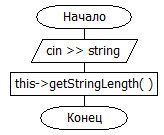 Начало
cin >> string
this->getStringLength( )
Конец